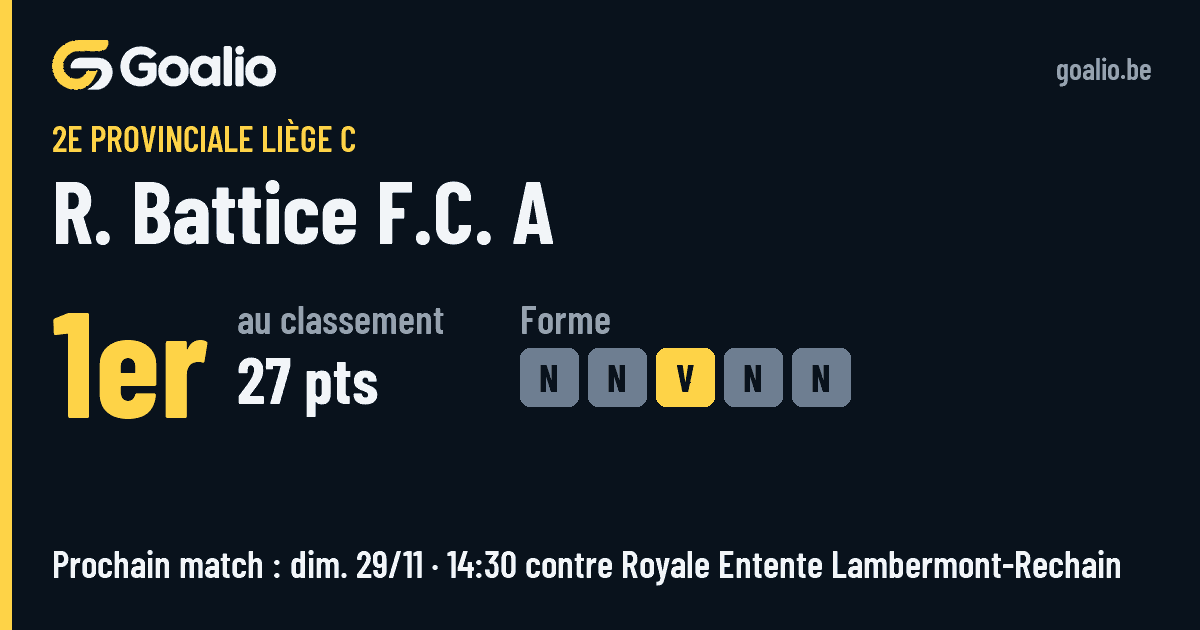 Goalio
goalio.be
2E PROVINCIALE LIÈGE C
R. Battice F.C. A
1er
au classement
27 pts
Forme
N N V N N
Prochain match : dim. 29/11 · 14:30 contre Royale Entente Lambermont-Rechain